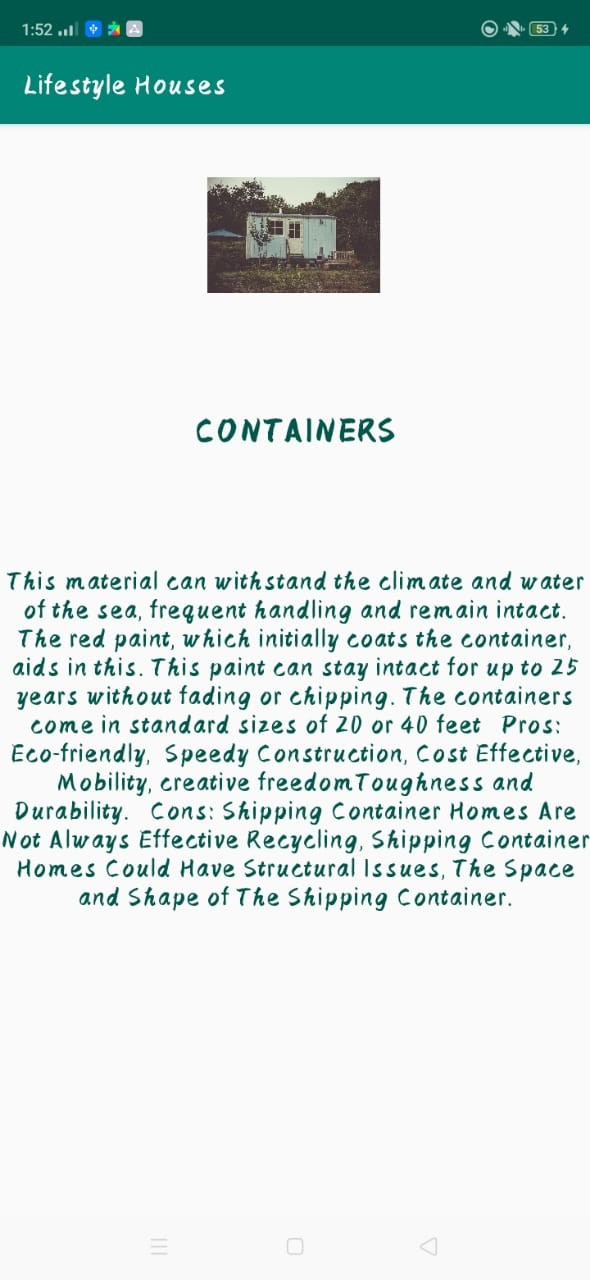 1:52
53
Lifestyle Houses
CONTAINERS
This material can withstand the climate and water
of the sea, frequent handling and remain intact.
The red paint, which initially coats the container,
aids in this. This paint can stay intact for up to 25
years without fading or chipping. The containers
come in standard sizes of 20 or 40 feet  Pros:
Eco-friendly,  Speedy Construction, Cost Effective,
Mobility, creative freedomToughness and
Durability.  Cons: Shipping Container Homes Are
Not Always Effective Recycling, Shipping Container
Homes Could Have Structural Issues, The Space
and Shape of The Shipping Container.